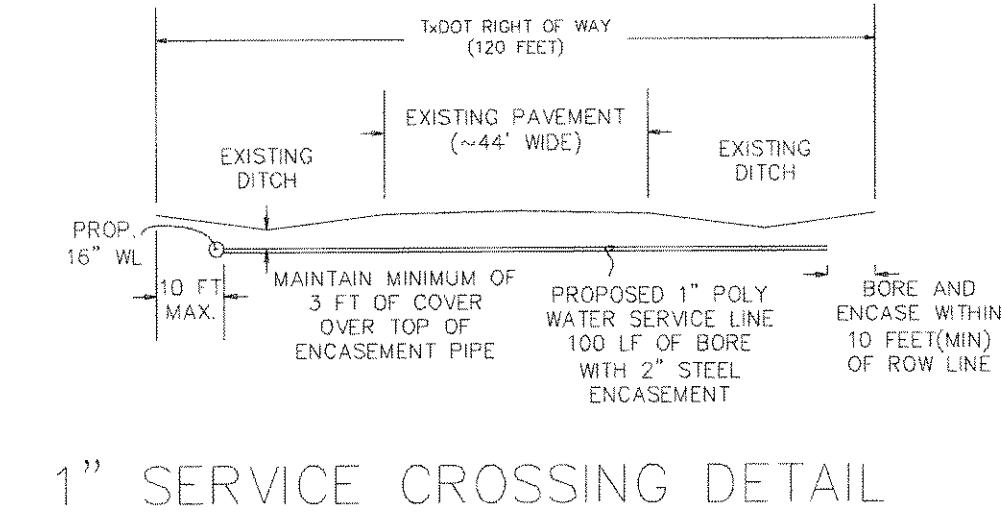 TxDOT RIGHT OF WAY
(120 FEET)
EXISTING PAVEMENT
(~44' WIDE)
EXISTING
DITCH
EXISTING
DITCH
PROP.
16" WL
10 FT
MAX.
MAINTAIN MINIMUM OF
3 FT OF COVER
OVER TOP OF
ENCASEMENT PIPE
PROPOSED 1" POLY
WATER SERVICE LINE
100 LF OF BORE
WITH 2" STEEL
ENCASEMENT
BORE AND
ENCASE WITHIN
10 FEET(MIN)
OF ROW LINE
1" SERVICE CROSSING DETAIL